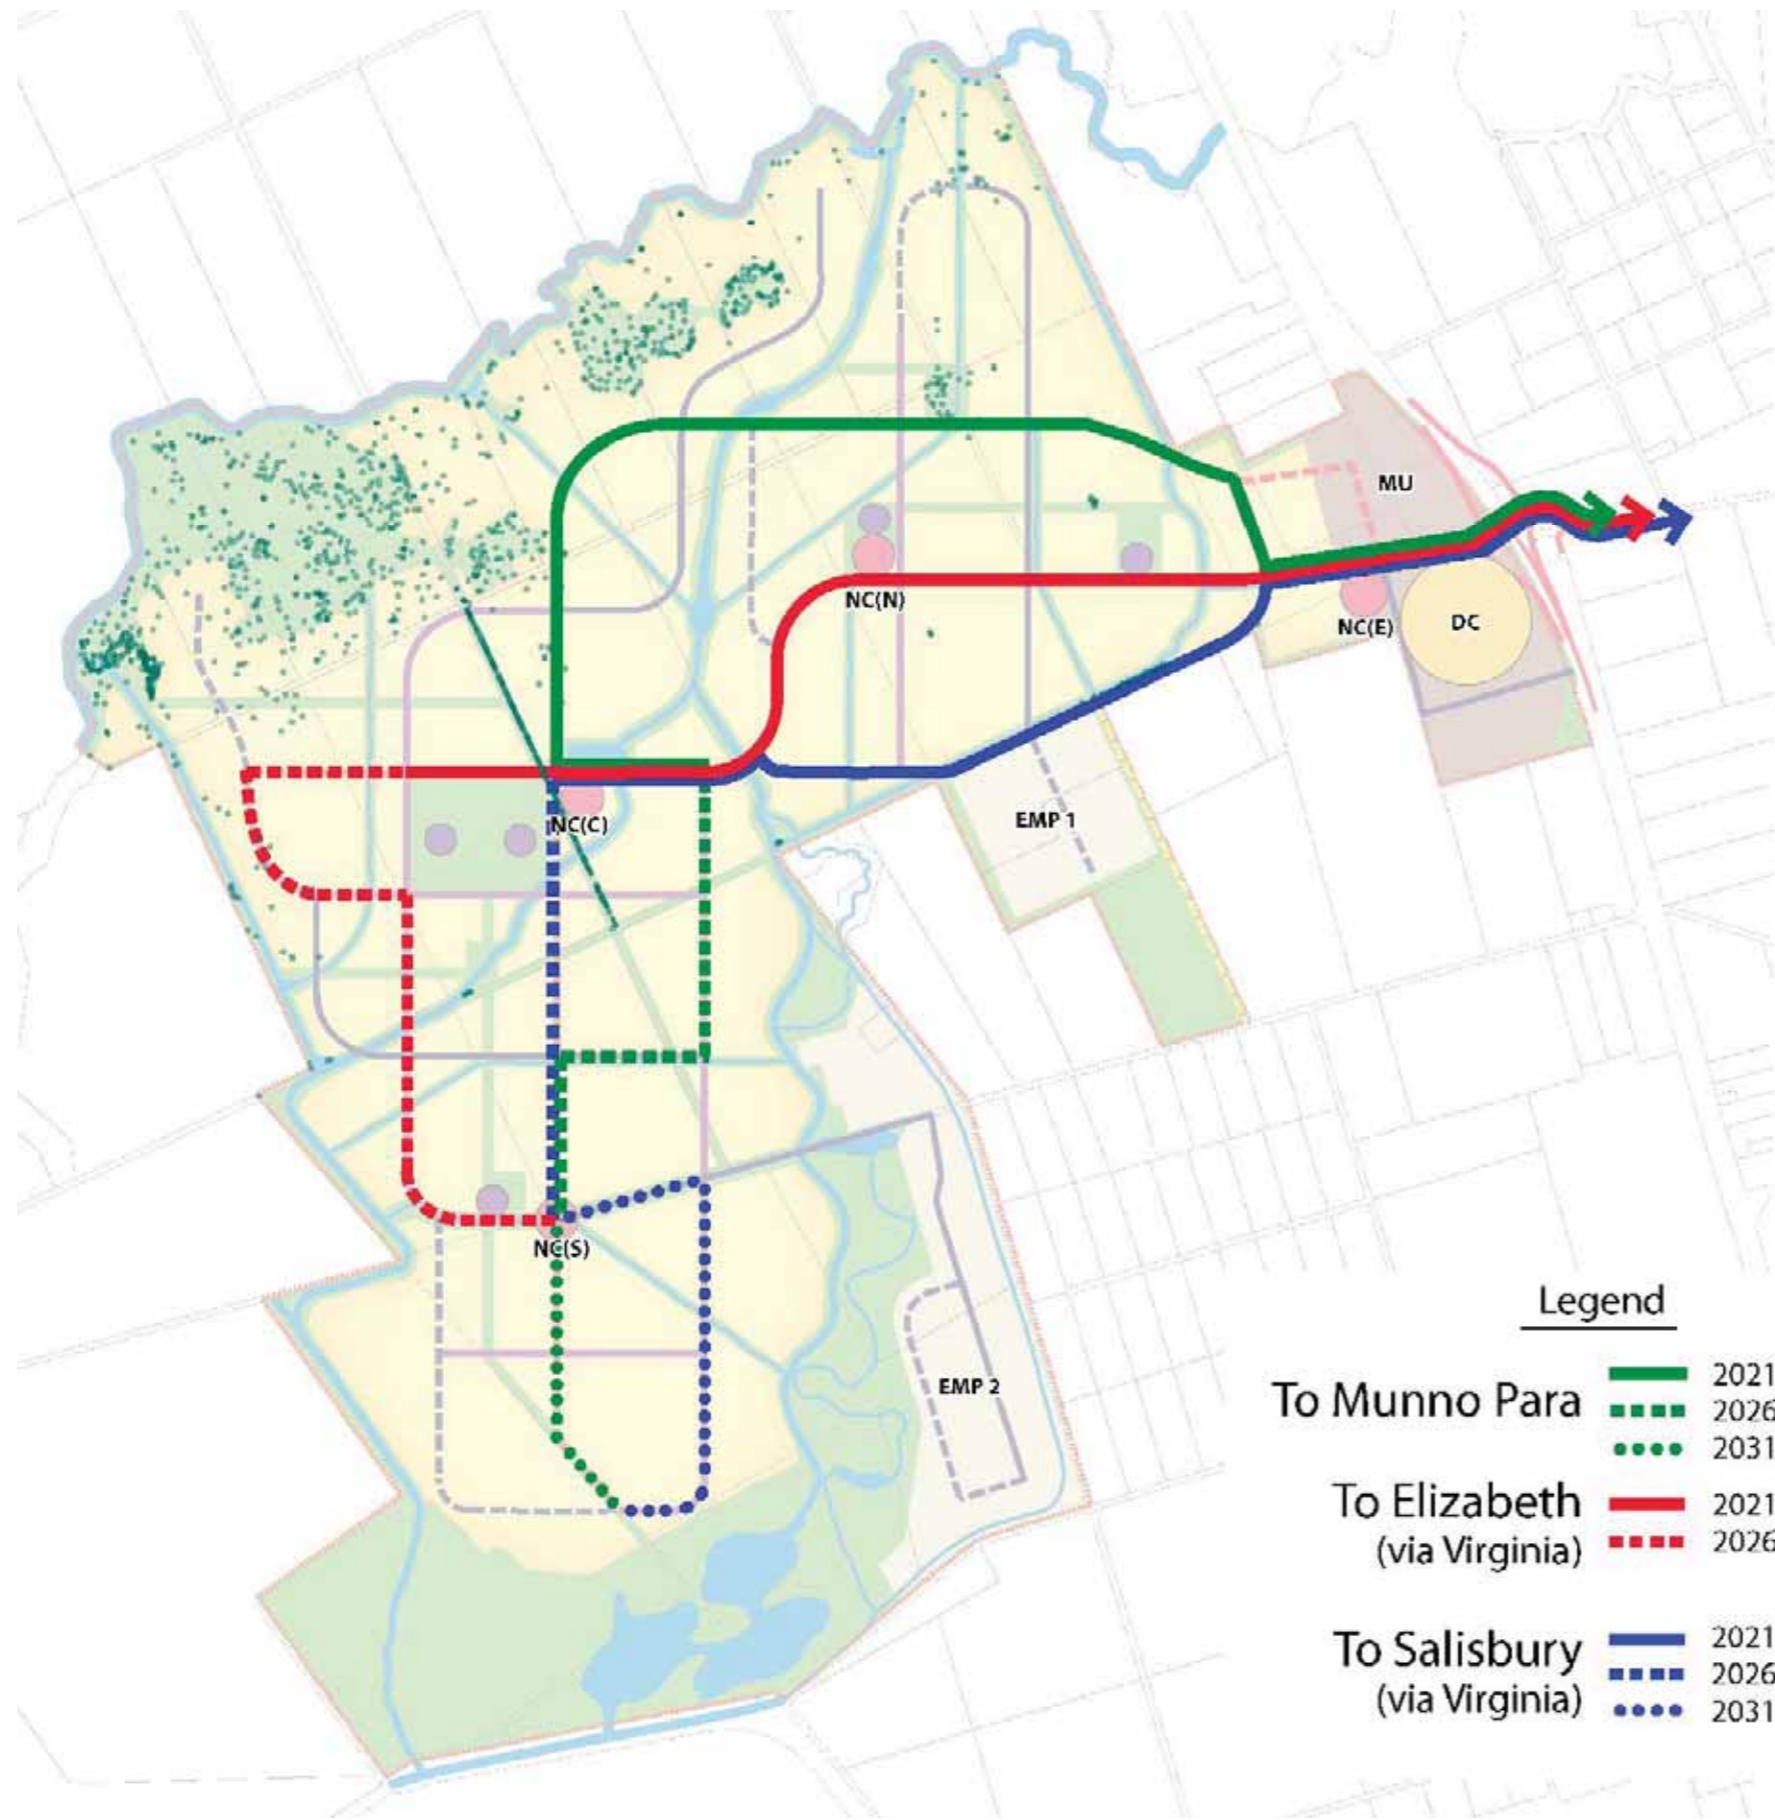 MU
NC(N)
NC(E)
DC
NC(C)
EMP 1
NC(S)
EMP 2
Legend
To Munno Para
2021
2026
2031
To Elizabeth
(via Virginia)
2021
2026
To Salisbury
(via Virginia)
2021
2026
2031